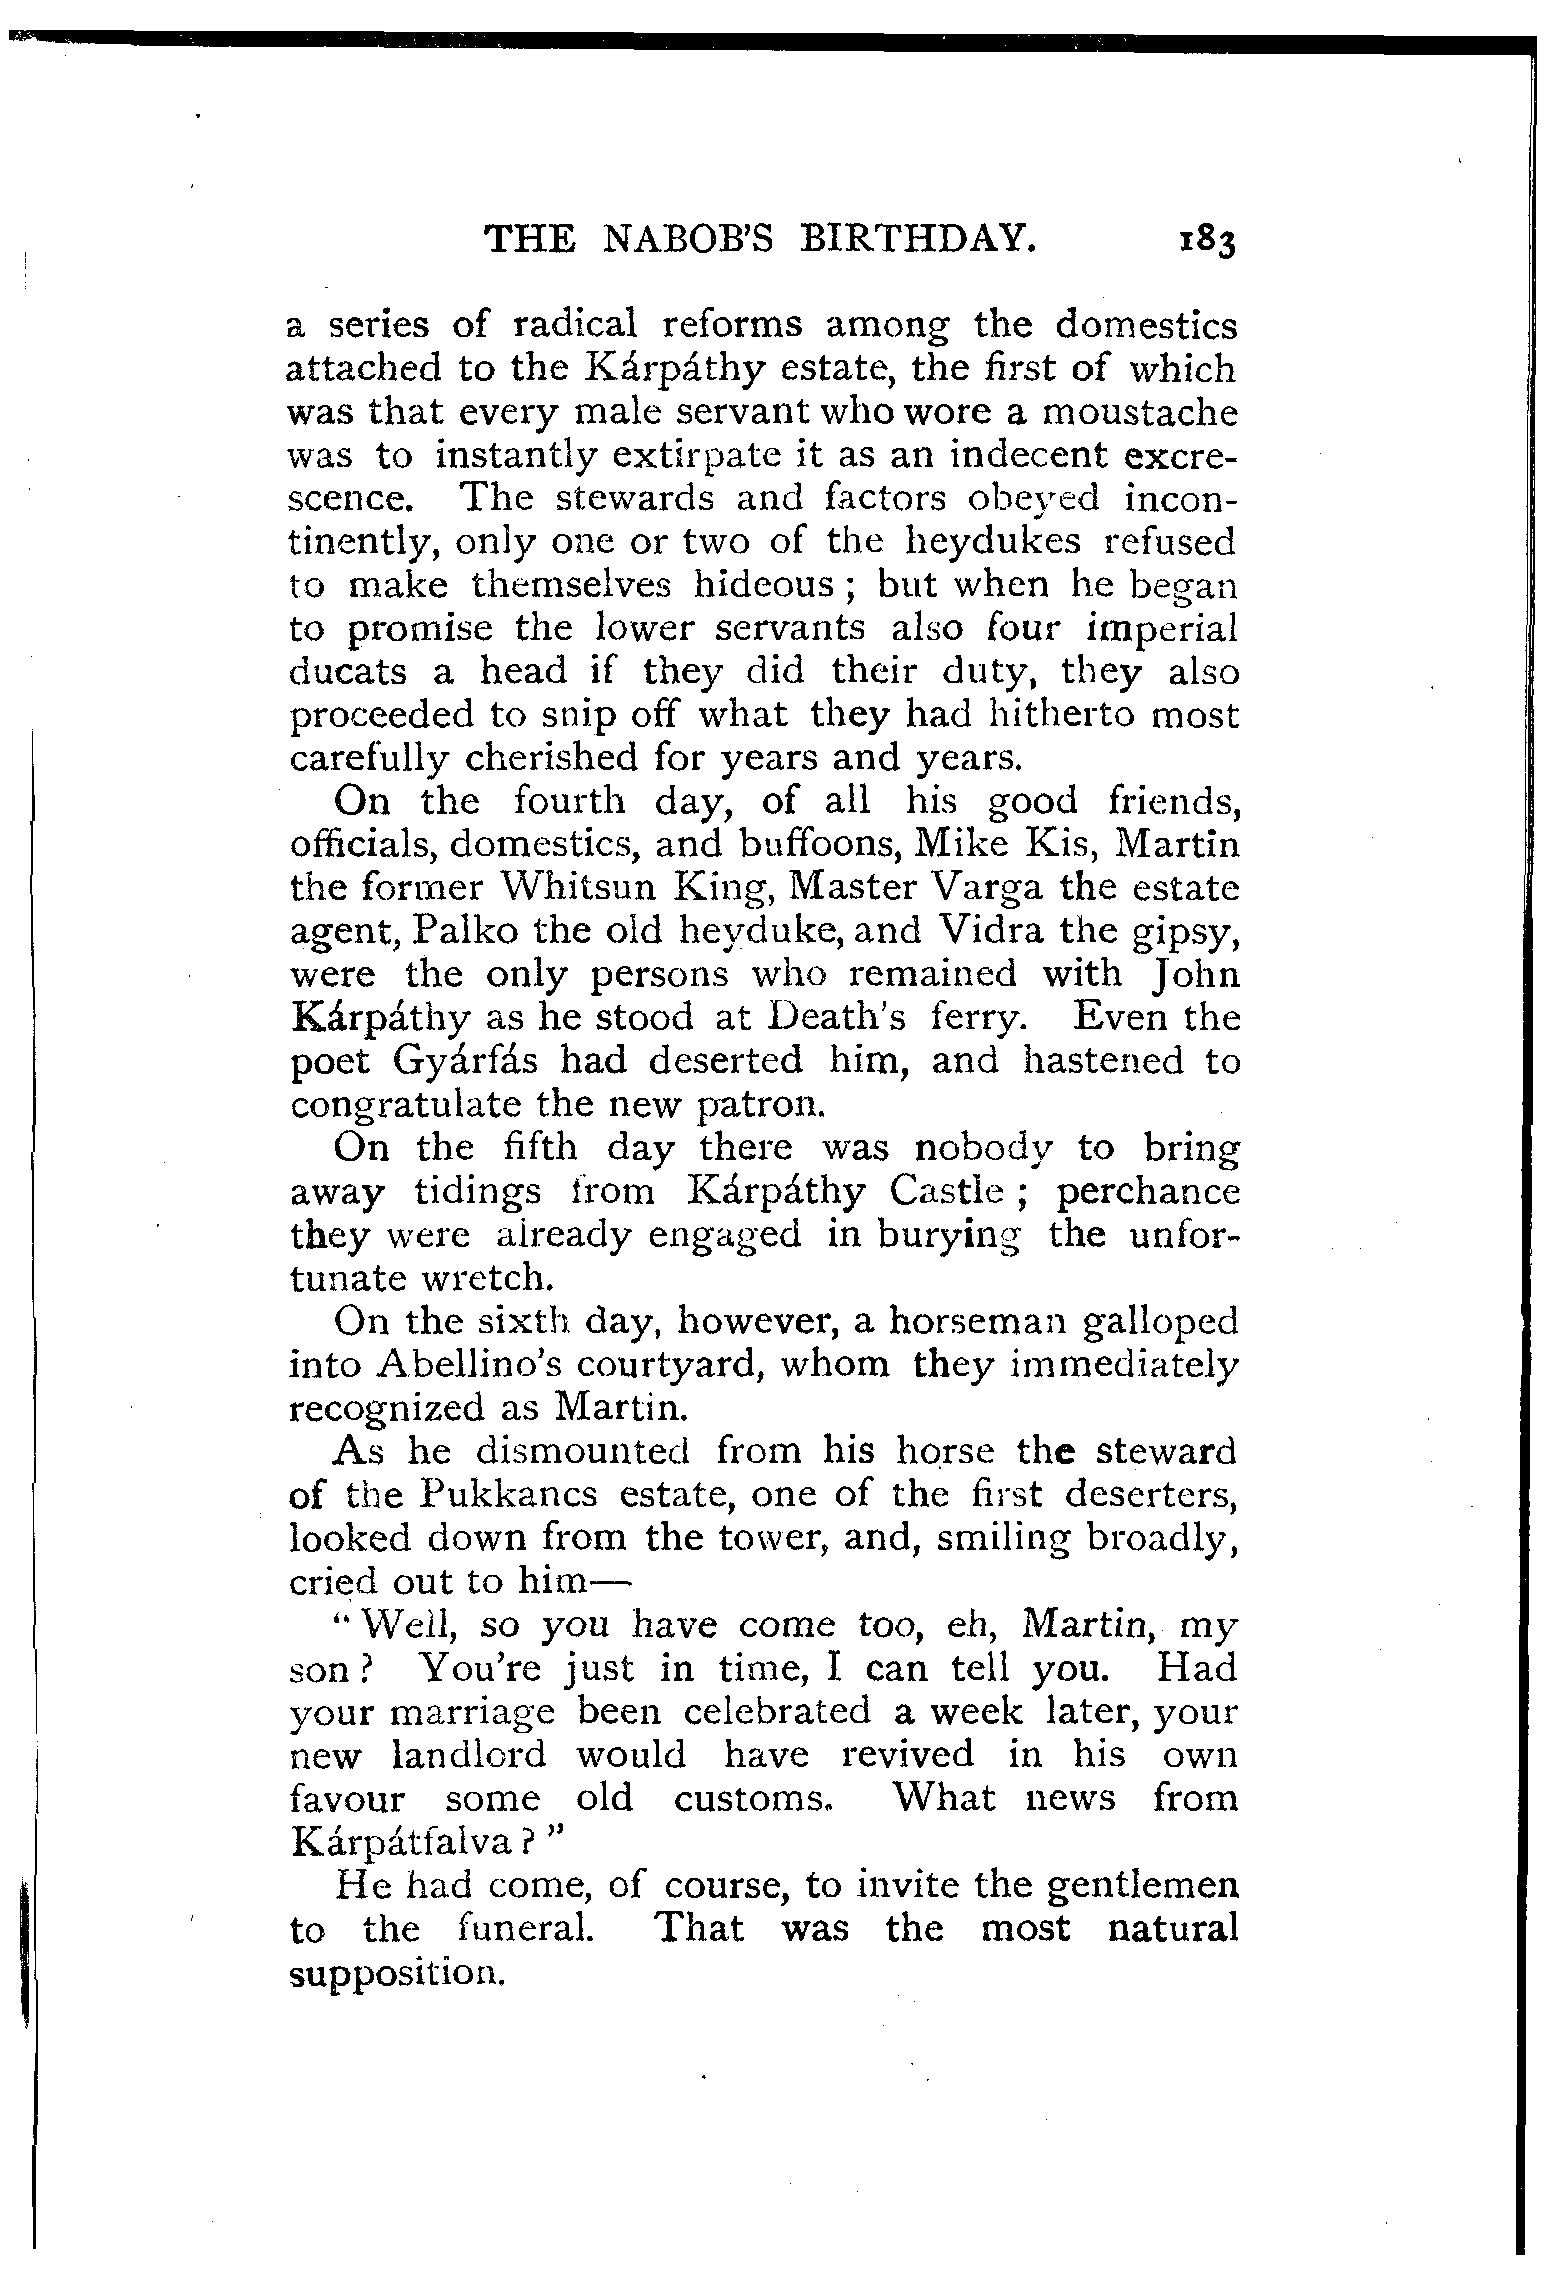 THE NABOB'S BIRTHDAY. 183
a series of radical reforms among the domestics
attached to the Kárpáthy estate, the first of which
was that every male servant who wore a moustache
was to instantly extirpate it as an indecent excre-
scence. The stewards and factors obeyed incon-
tinently, only one or two of the heydukes refused
to make themselves hideous ; but when he began
to promise the lower servants also four imperial
ducats a head if they did their duty, they also
proceeded to snip off what they had hitherto most
carefully cherished for years and years.
On the fourth day, of all his good friends,
officials, domestics, and buffoons, Mike Kis, Martin
the former Whitsun King, Master Varga the estate
agent, Palko the old heyduke, and Vidra the gipsy,
were the only persons who remained with John
Kárpáthy as he stood at Death's ferry. Even the
poet Gyárfás had deserted him, and hastened to
congratulate the new patron.
On the fifth day there was nobody to bring
away tidings from Kárpáthy Castle ; perchance
they were already engaged in burying the unfor-
tunate wretch.
On the sixth day, however, a horseman galloped
into Abellino's courtyard, whom they immediately
recognized as Martin.
As he dismounted from his horse the steward
of the Pukkancs estate, one of the first deserters,
looked down from the tower, and, smiling broadly,
cried out to him—
"Well, so you have come too, eh, Martin, my
son ? You're just in time, I can tell you. Had
your marriage been celebrated a week later, your
new landlord would have revived in his own
favour some old customs. What news from
Kárpátfalva ? "
He had come, of course, to invite the gentlemen
to the funeral. That was the most natural
supposition.